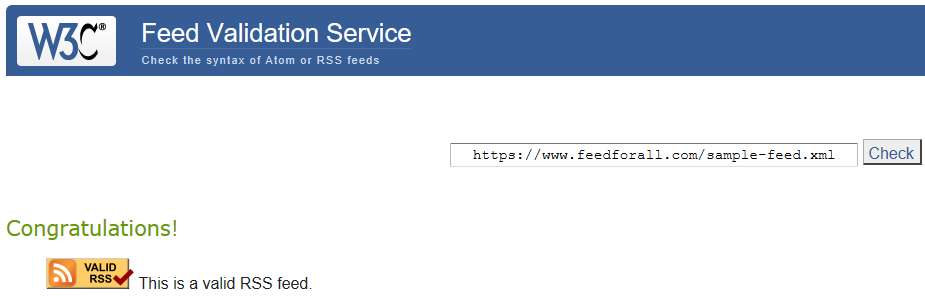 W3C®
Feed Validation Service
Check the syntax of Atom or RSS feeds
https://www.feedforall.com/sample-feed.xml
Check
Congratulations!
VALID
RSS
This is a valid RSS feed.